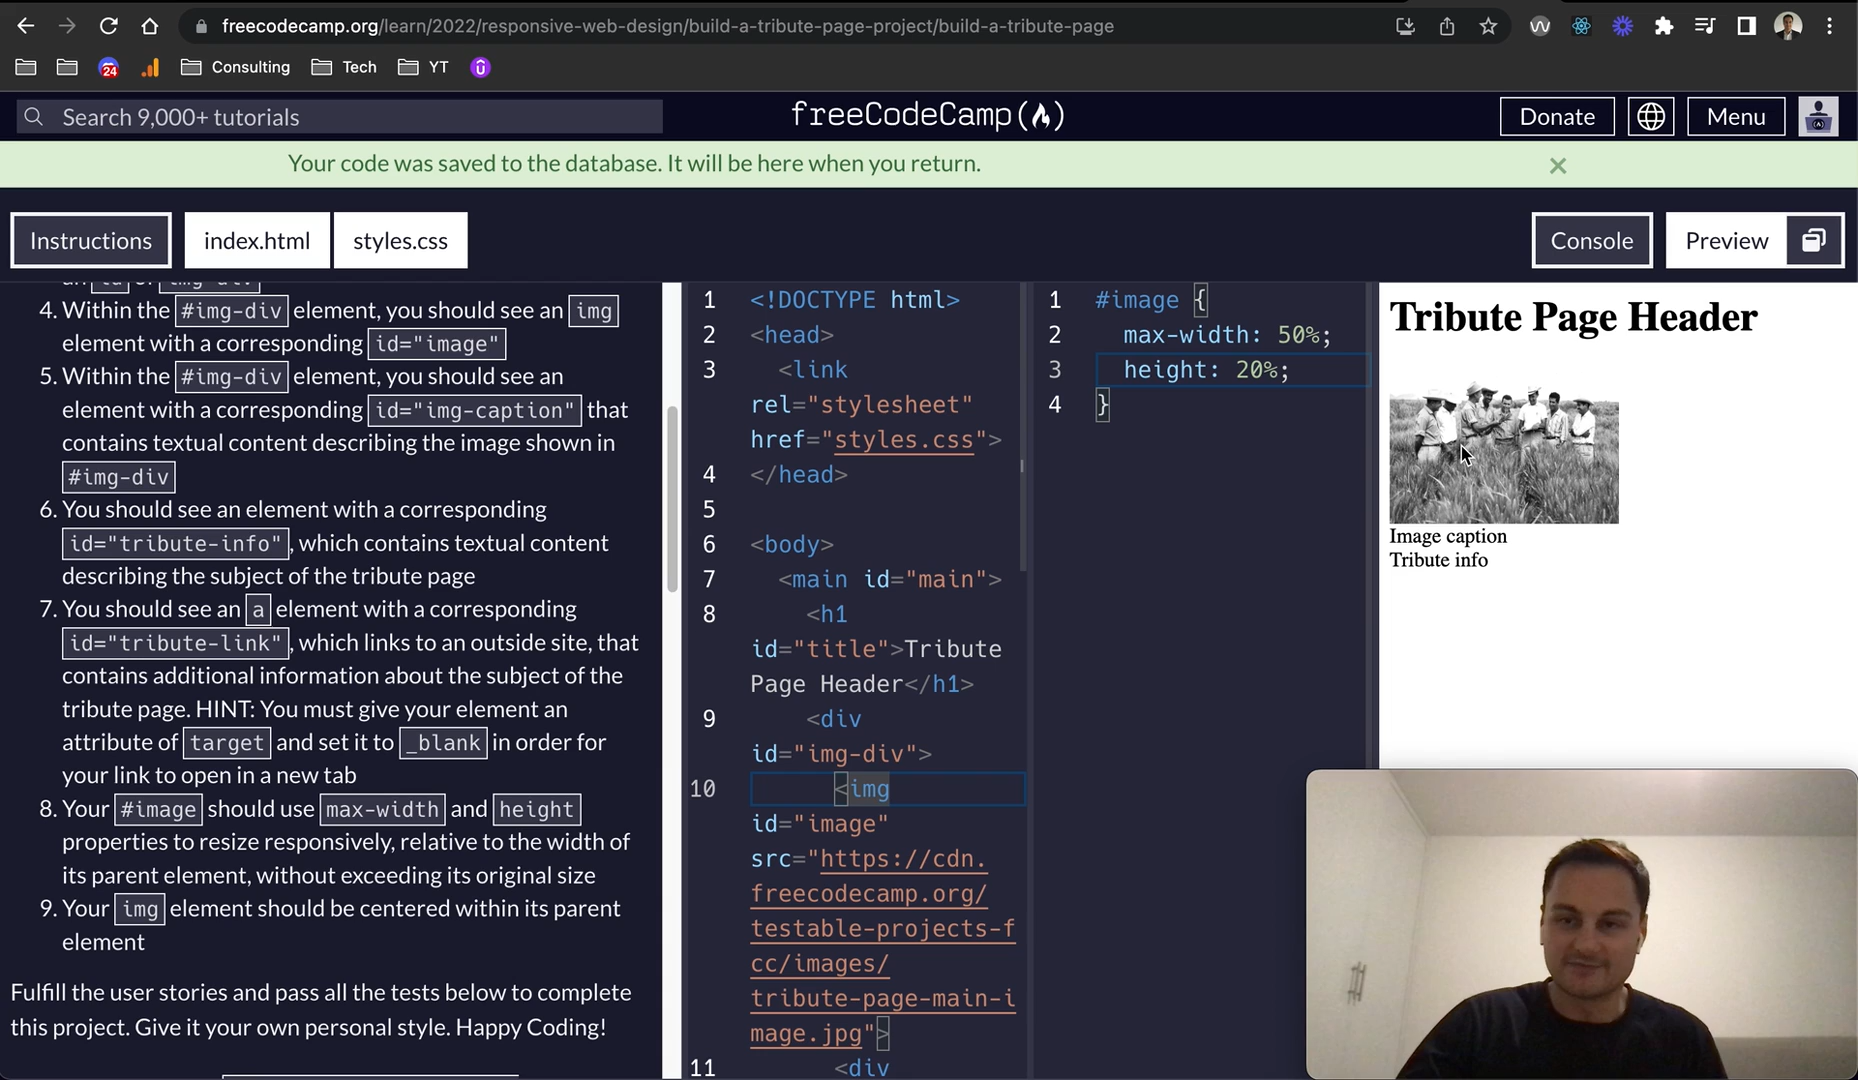 freecodecamp.org/learn/2022/responsive-web-design/build-a-tribute-page-project/build-a-tribute-page
24
Consulting
Tech
YT
Search 9,000+ tutorials
freeCodeCamp
Donate
Menu
Your code was saved to the database. It will be here when you return.
Instructions
index.html
styles.css
Console
Preview
4. Within the #img-div element, you should see an img
element with a corresponding id="image"
5. Within the #img-div element, you should see an
element with a corresponding id="img-caption" that
contains textual content describing the image shown in
#img-div
6. You should see an element with a corresponding
id="tribute-info", which contains textual content
describing the subject of the tribute page
7. You should see an a element with a corresponding
id="tribute-link", which links to an outside site, that
contains additional information about the subject of the
tribute page. HINT: You must give your element an
attribute of target and set it to _blank in order for
your link to open in a new tab
8. Your #image should use max-width and height
properties to resize responsively, relative to the width of
its parent element, without exceeding its original size
9. Your img element should be centered within its parent
element
Fulfill the user stories and pass all the tests below to complete
this project. Give it your own personal style. Happy Coding!
1 <!DOCTYPE html>
2 <head>
3 <link
rel="stylesheet"
href="styles.css">
4 </head>
5
6 <body>
7 <main id="main">
8 <h1
id="title">Tribute
Page Header</h1>
9 <div
id="img-div">
10 <img
id="image"
src="https://cdn.
freecodecamp.org/
testable-projects-f
cc/images/
tribute-page-main-i
mage.jpg">
11 <div
1 #image {
2 max-width: 50%;
3 height: 20%;
4 }
Tribute Page Header
Image caption
Tribute info